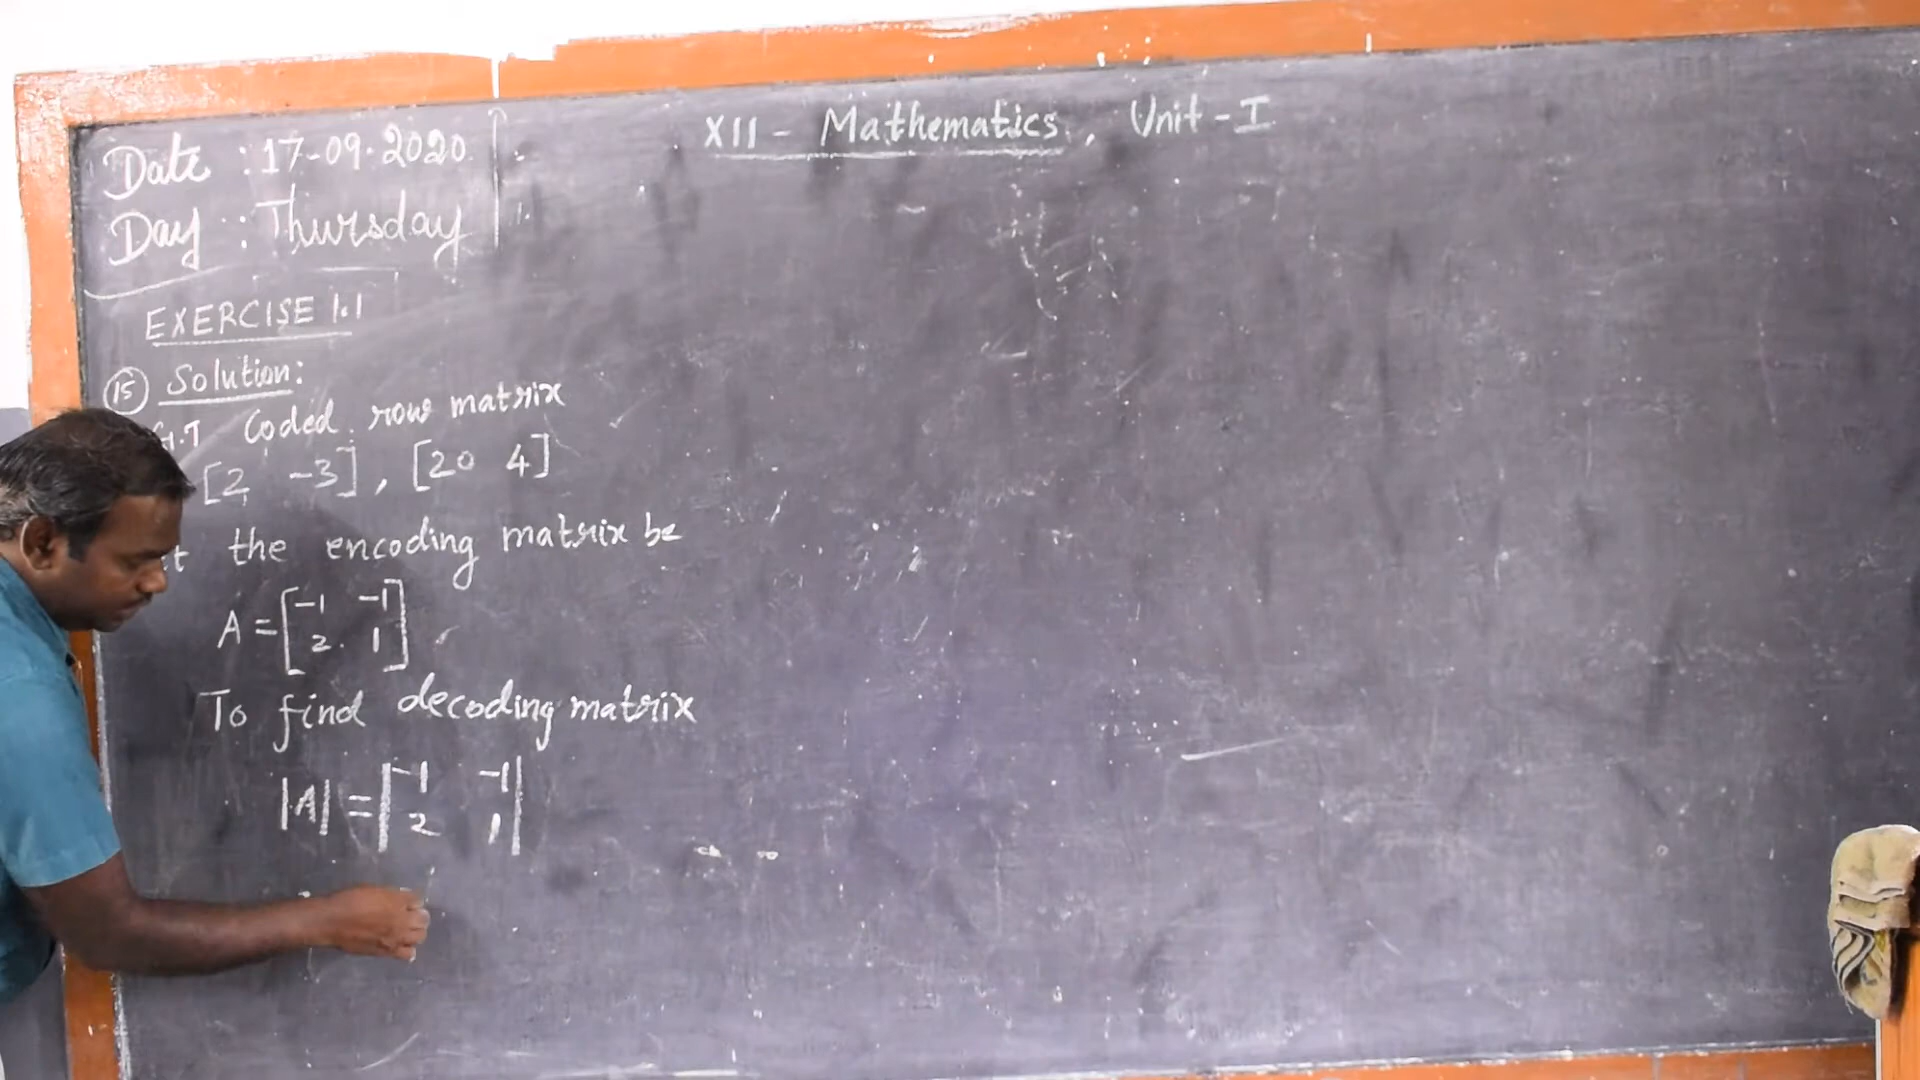 XII - Mathematics, Unit - I
Date : 17-09-2020
Day : Thursday
EXERCISE 1.1
15 Solution:
G.T Coded row matrix
[2 -3], [20 4]
the encoding matrix be
A = [-1 -1
2 1]
To find decoding matrix
|A| = |-1 -1
2 1|